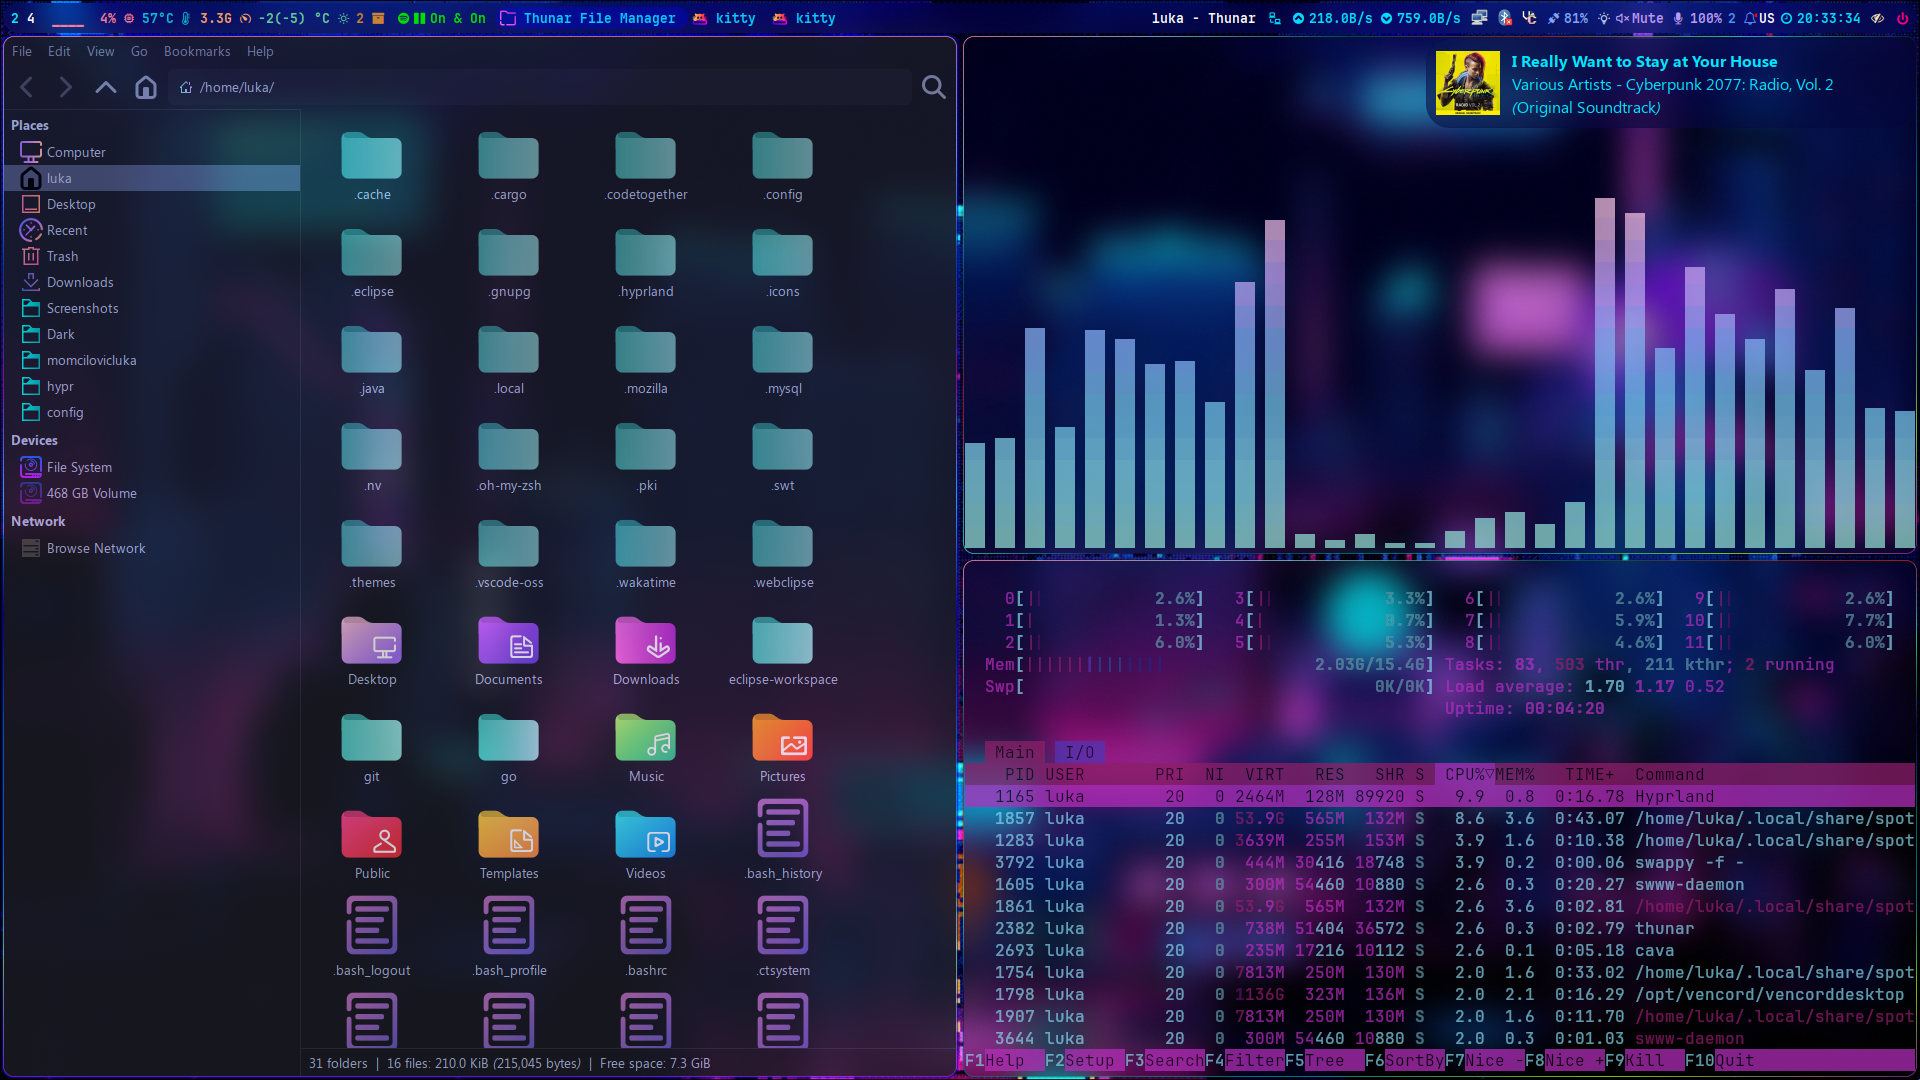 2 4 4% 57°C 3.3G -2(-5) °C 2 On & On Thunar File Manager kitty kitty
luka - Thunar 218.0B/s 759.0B/s 81% Mute 100% 2 US 20:33:34
File Edit View Go Bookmarks Help
/home/luka/
Places
Computer
luka
Desktop
Recent
Trash
Downloads
Screenshots
Dark
momcilovicluka
hypr
config
Devices
File System
468 GB Volume
Network
Browse Network
.cache .cargo .codetogether .config
.eclipse .gnupg .hyprland .icons
.java .local .mozilla .mysql
.nv .oh-my-zsh .pki .swt
.themes .vscode-oss .wakatime .webclipse
Desktop Documents Downloads eclipse-workspace
git go Music Pictures
Public Templates Videos .bash_history
.bash_logout .bash_profile .bashrc .ctsystem
31 folders | 16 files: 210.0 KiB (215,045 bytes) | Free space: 7.3 GiB
I Really Want to Stay at Your House
Various Artists - Cyberpunk 2077: Radio, Vol. 2
(Original Soundtrack)
0[|| 2.6%] 3[|| 3.3%] 6[|| 2.6%] 9[|| 2.6%]
1[| 1.3%] 4[| 0.7%] 7[|| 5.9%] 10[|| 7.7%]
2[|| 6.0%] 5[|| 5.3%] 8[|| 4.6%] 11[|| 6.0%]
Mem[|||||||||||||| 2.03G/15.4G] Tasks: 83, 503 thr, 211 kthr; 2 running
Swp[ 0K/0K] Load average: 1.70 1.17 0.52
Uptime: 00:04:20
Main I/O
PID USER PRI NI VIRT RES SHR S CPU%▽MEM% TIME+ Command
1165 luka 20 0 2464M 128M 89920 S 9.9 0.8 0:16.78 Hyprland
1857 luka 20 0 53.9G 565M 132M S 8.6 3.6 0:43.07 /home/luka/.local/share/spot
1283 luka 20 0 3639M 255M 153M S 3.9 1.6 0:10.38 /home/luka/.local/share/spot
3792 luka 20 0 444M 30416 18748 S 3.9 0.2 0:00.06 swappy -f -
1605 luka 20 0 300M 54460 10880 S 2.6 0.3 0:20.27 swww-daemon
1861 luka 20 0 53.9G 565M 132M S 2.6 3.6 0:02.81 /home/luka/.local/share/spot
2382 luka 20 0 738M 51404 36572 S 2.6 0.3 0:02.79 thunar
2693 luka 20 0 235M 17216 10112 S 2.6 0.1 0:05.18 cava
1754 luka 20 0 7813M 250M 130M S 2.0 1.6 0:33.02 /home/luka/.local/share/spot
1798 luka 20 0 1136G 323M 136M S 2.0 2.1 0:16.29 /opt/vencord/vencorddesktop
1907 luka 20 0 7813M 250M 130M S 2.0 1.6 0:11.70 /home/luka/.local/share/spot
3644 luka 20 0 300M 54460 10880 S 2.0 0.3 0:01.03 swww-daemon
F1Help F2Setup F3SearchF4FilterF5Tree F6SortByF7Nice -F8Nice +F9Kill F10Quit